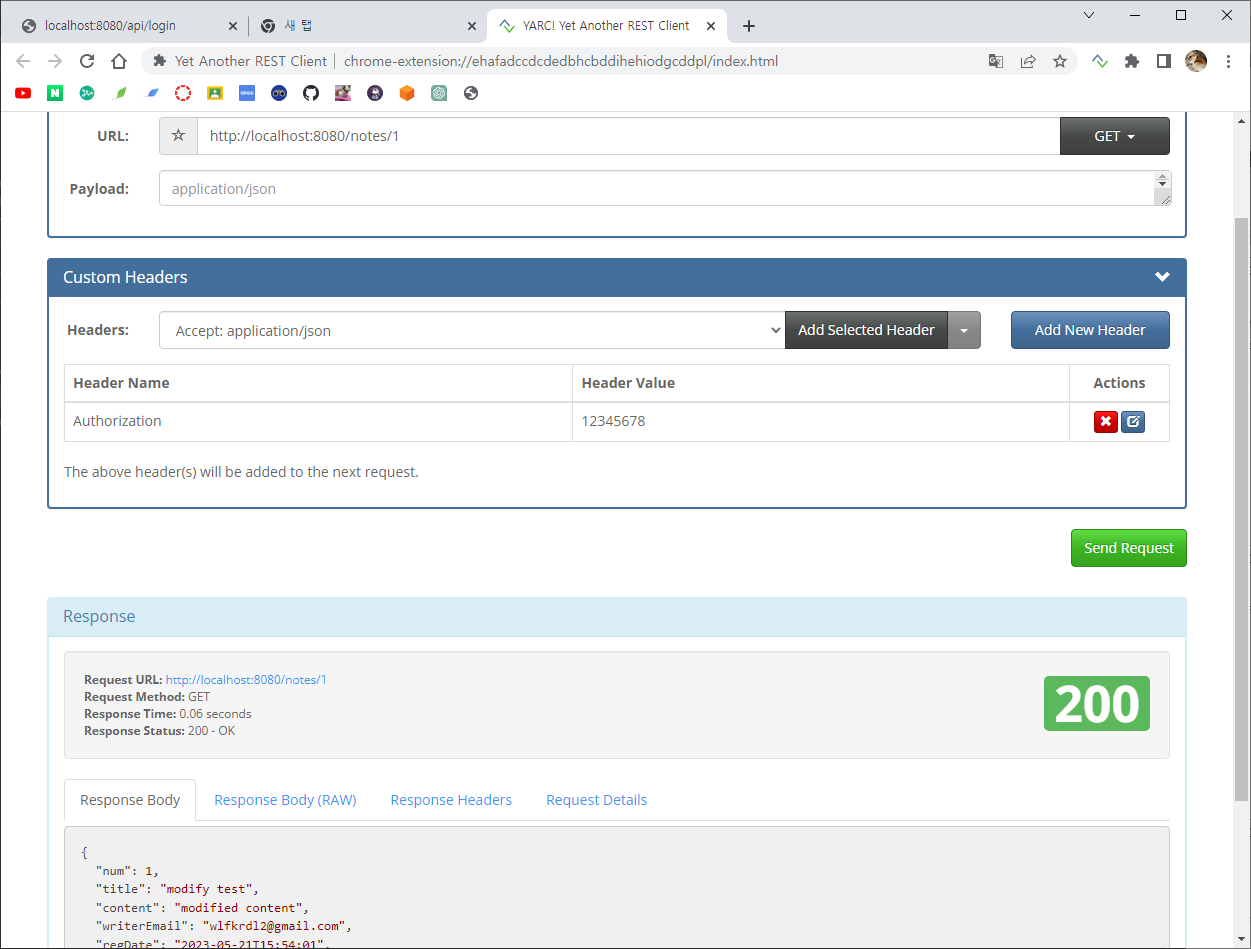 localhost:8080/api/login
새 탭
YARC! Yet Another REST Client
Yet Another REST Client | chrome-extension://ehafadccdcdedbhcbddihehiodgcddpl/index.html
URL:
http://localhost:8080/notes/1
GET
Payload:
application/json
Custom Headers
Headers:
Accept: application/json
Add Selected Header
Add New Header
Header Name Header Value Actions
Authorization 12345678
The above header(s) will be added to the next request.
Send Request
Response
Request URL: http://localhost:8080/notes/1
Request Method: GET
Response Time: 0.06 seconds
Response Status: 200 - OK
200
Response Body Response Body (RAW) Response Headers Request Details
{
"num": 1,
"title": "modify test",
"content": "modified content",
"writerEmail": "wlfkrdl2@gmail.com",
"regDate": "2023-05-21T15:54:01",